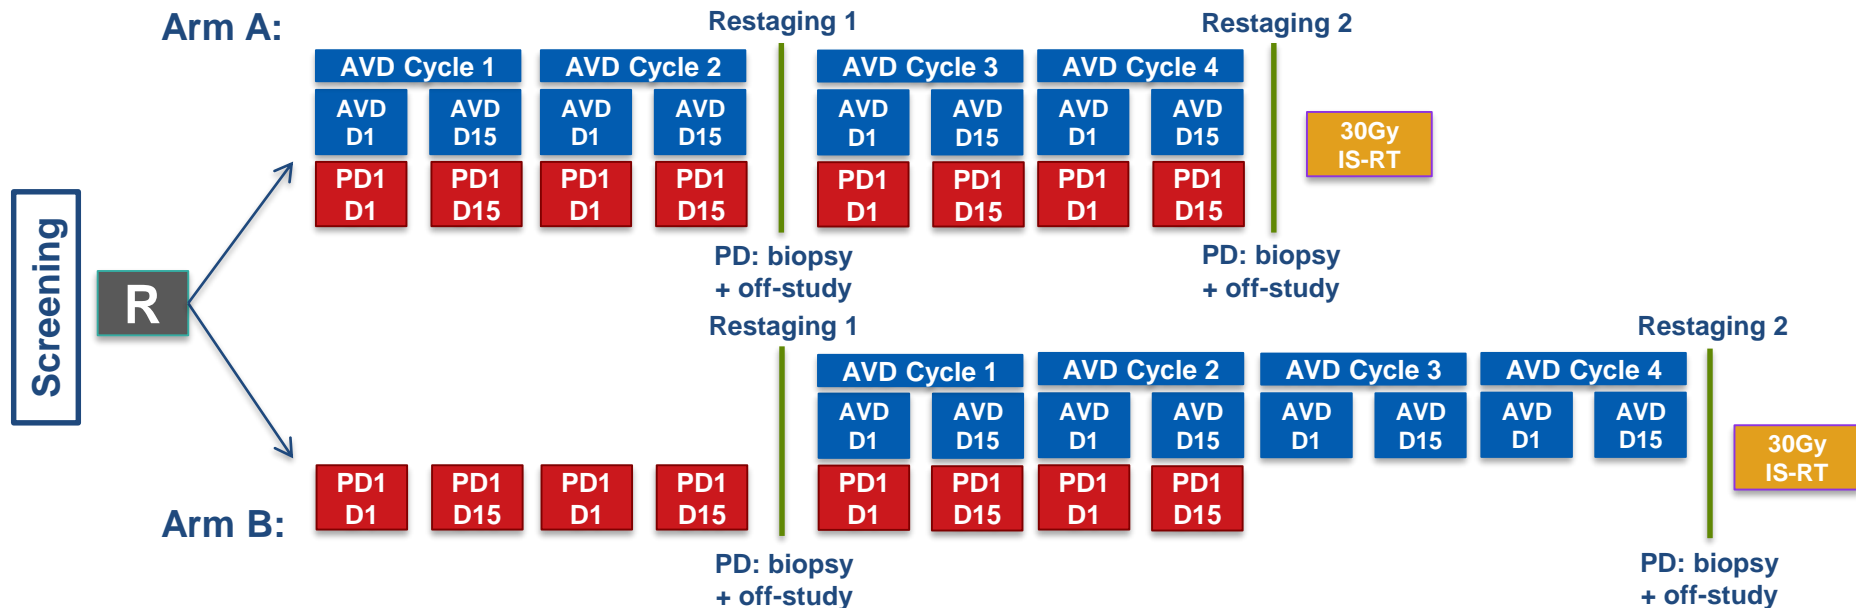 Arm A:
Restaging 1
Restaging 2
AVD Cycle 1
AVD Cycle 2
AVD Cycle 3
AVD Cycle 4
AVD
D1
AVD
D15
AVD
D1
AVD
D15
AVD
D1
AVD
D15
AVD
D1
AVD
D15
30Gy
IS-RT
PD1
D1
PD1
D15
PD1
D1
PD1
D15
PD1
D1
PD1
D15
PD1
D1
PD1
D15
PD: biopsy
+ off-study
PD: biopsy
+ off-study
Screening
R
Restaging 1
Restaging 2
AVD Cycle 1
AVD Cycle 2
AVD Cycle 3
AVD Cycle 4
AVD
D1
AVD
D15
AVD
D1
AVD
D15
AVD
D1
AVD
D15
AVD
D1
AVD
D15
30Gy
IS-RT
Arm B:
PD1
D1
PD1
D15
PD1
D1
PD1
D15
PD1
D1
PD1
D15
PD1
D1
PD1
D15
PD: biopsy
+ off-study
PD: biopsy
+ off-study